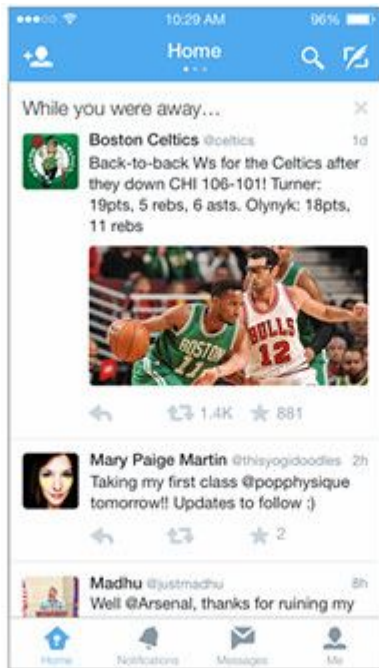 10:29 AM 96%
Home
While you were away...
Boston Celtics @celtics 1d
Back-to-back Ws for the Celtics after
they down CHI 106-101! Turner:
19pts, 5 rebs, 6 asts. Olynyk: 18pts,
11 rebs
BOSTON
11
BULLS
12
1.4K 881
Mary Paige Martin @thisyogidoodles 2h
Taking my first class @popphysique
tomorrow!! Updates to follow ;)
2
Madhu @justmadhu 8h
Well @Arsenal, thanks for ruining my
Home Notifications Messages Me